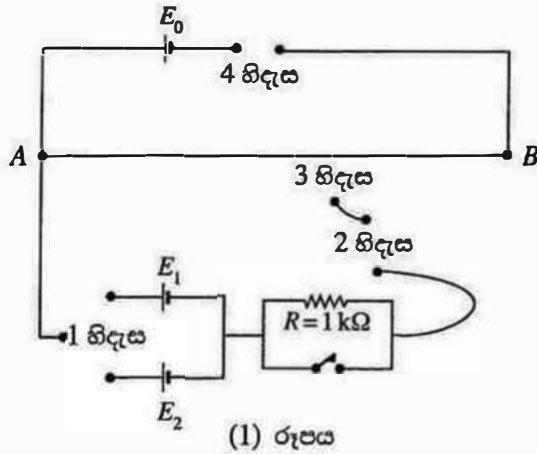 E₀
4 හිදැස
A
B
3 හිදැස
2 හිදැස
E₁
R = 1 kΩ
1 හිදැස
E₂
(1) රූපය